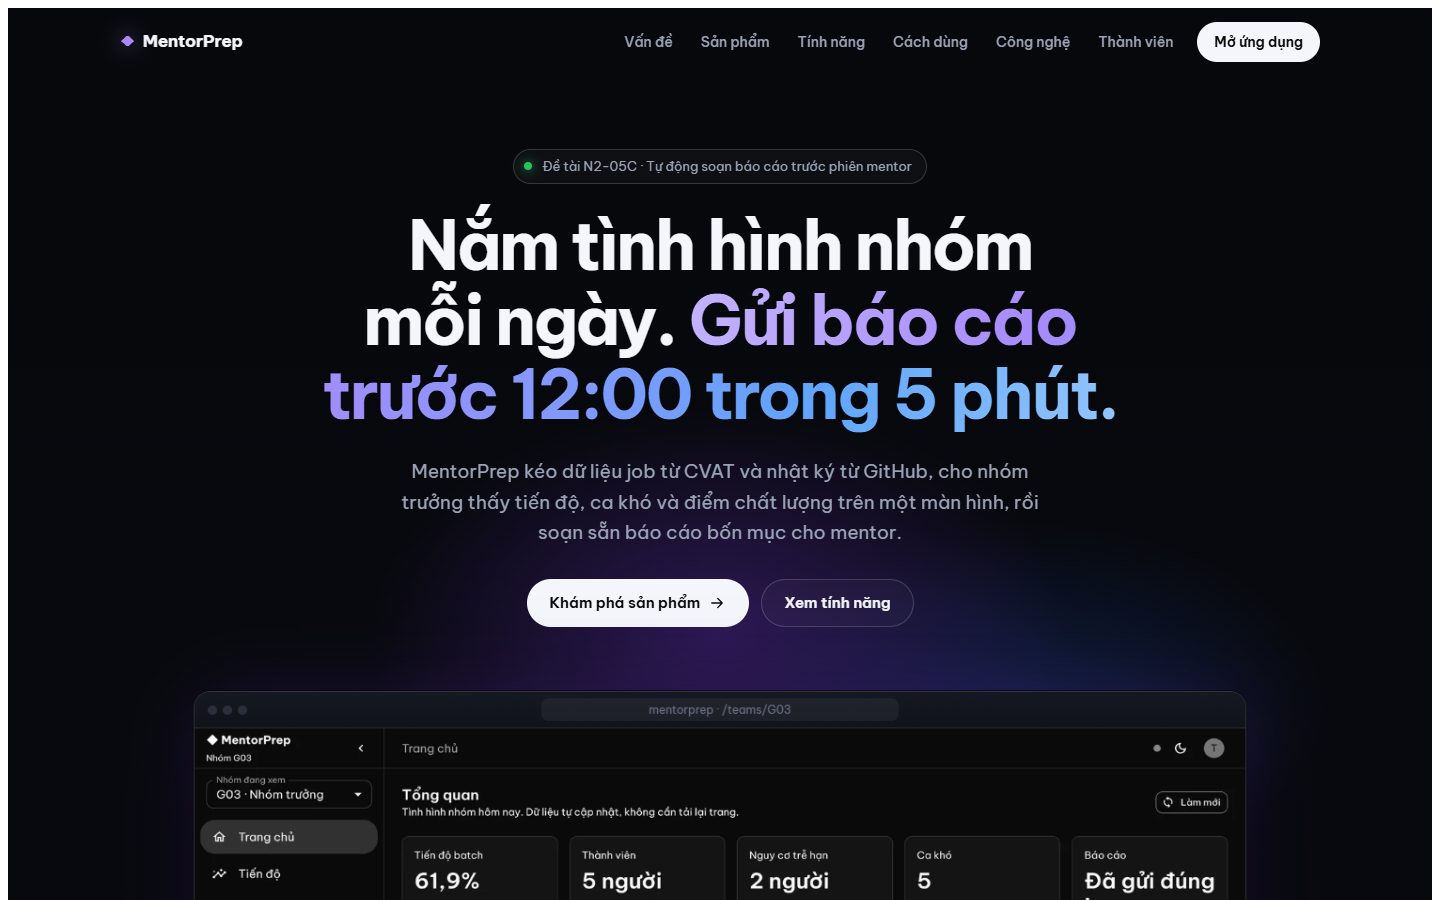 MentorPrep
Vấn đề
Sản phẩm
Tính năng
Cách dùng
Công nghệ
Thành viên
Mở ứng dụng
Đề tài N2-05C · Tự động soạn báo cáo trước phiên mentor
Nắm tình hình nhóm
mỗi ngày. Gửi báo cáo
trước 12:00 trong 5 phút.
MentorPrep kéo dữ liệu job từ CVAT và nhật ký từ GitHub, cho nhóm
trưởng thấy tiến độ, ca khó và điểm chất lượng trên một màn hình, rồi
soạn sẵn báo cáo bốn mục cho mentor.
Khám phá sản phẩm →
Xem tính năng
mentorprep · /teams/G03
MentorPrep
Nhóm G03
Trang chủ
T
Nhóm đang xem
G03 · Nhóm trưởng
Tổng quan
Tình hình nhóm hôm nay. Dữ liệu tự cập nhật, không cần tải lại trang.
Làm mới
Trang chủ
Tiến độ
Tiến độ batch
61,9%
Thành viên
5 người
Nguy cơ trễ hạn
2 người
Ca khó
5
Báo cáo
Đã gửi đúng